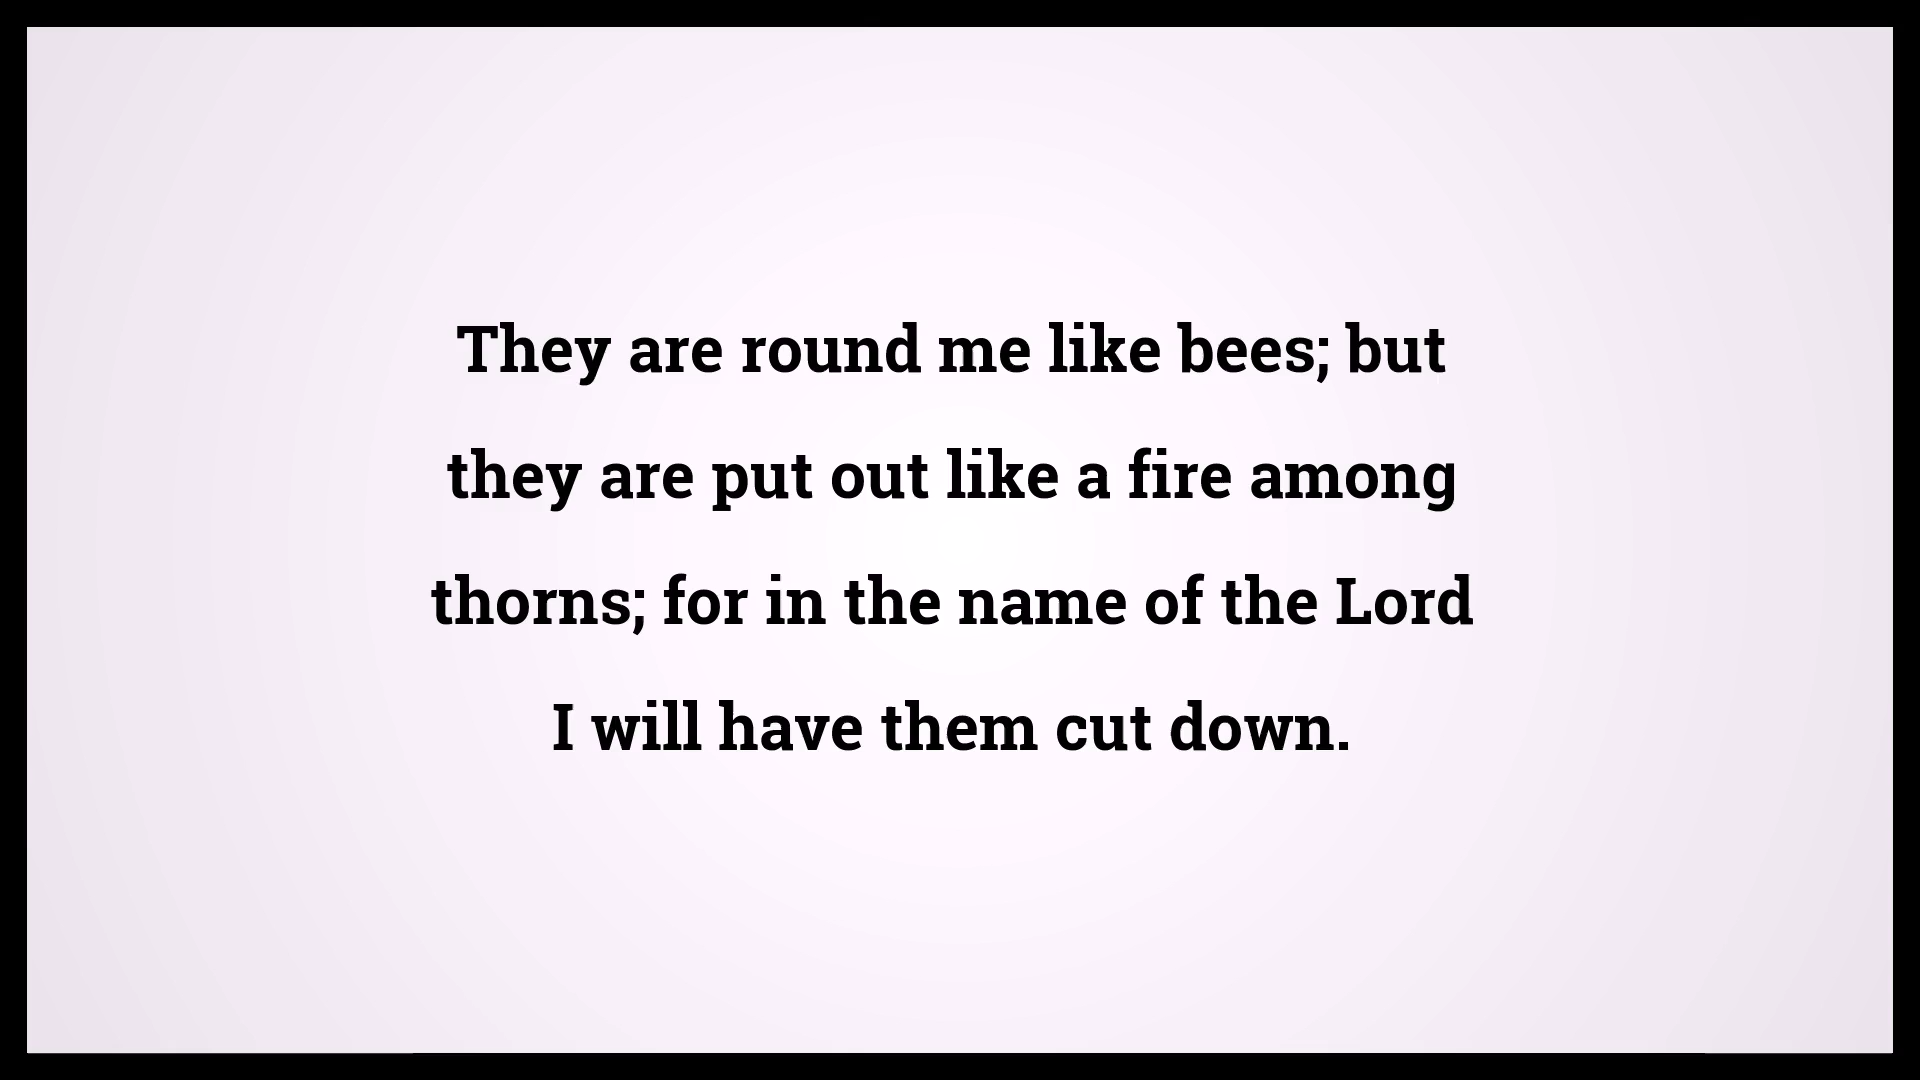 They are round me like bees; but
they are put out like a fire among
thorns; for in the name of the Lord
I will have them cut down.